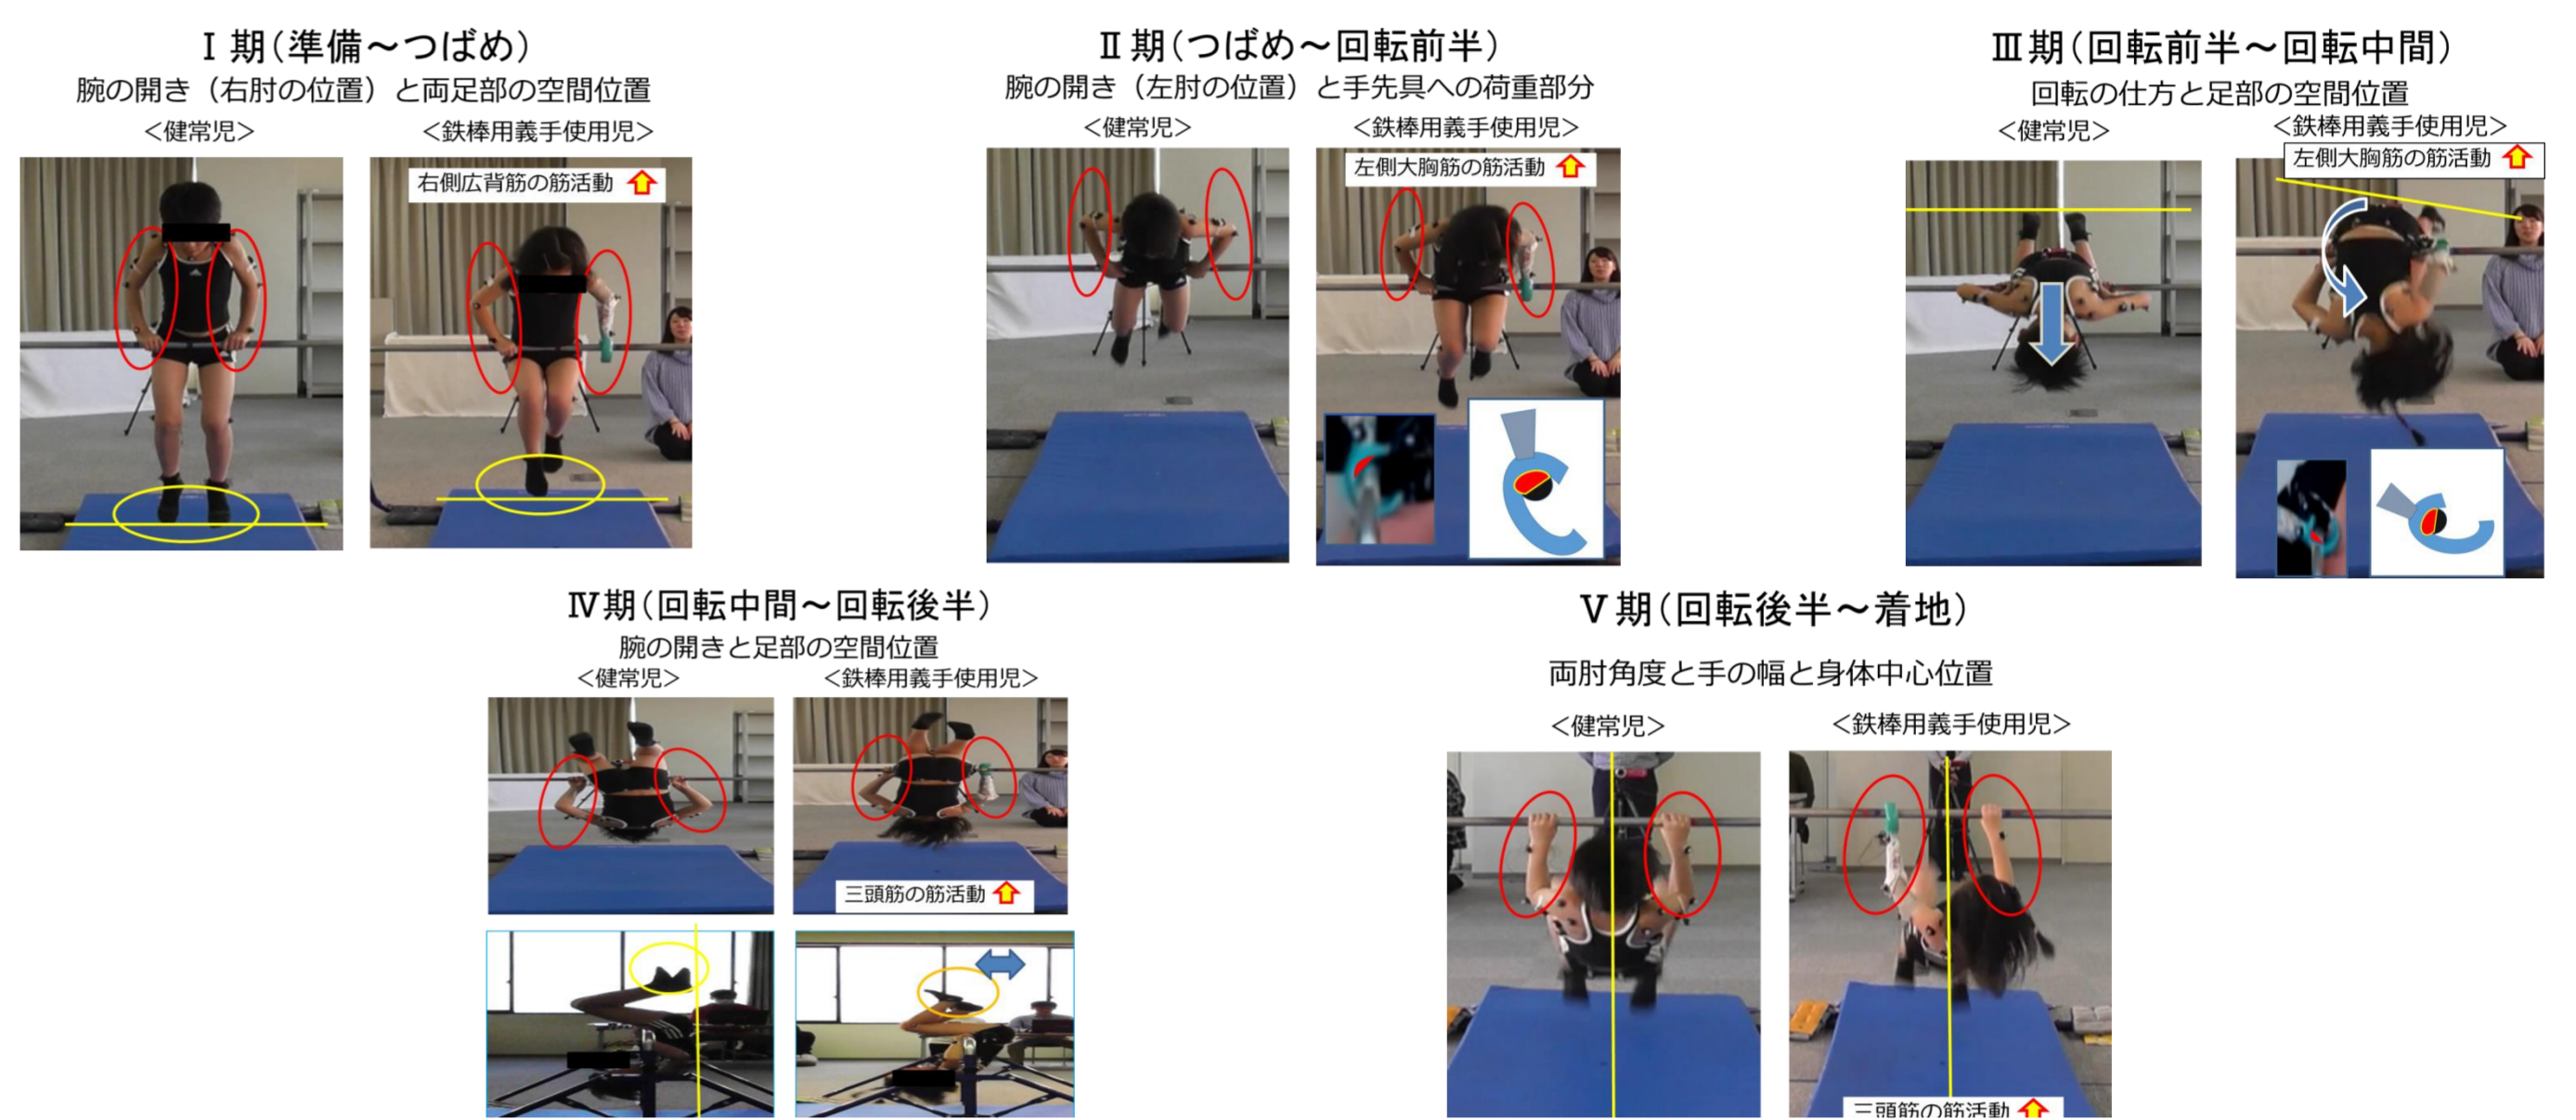 Ⅰ期(準備～つばめ)
腕の開き（右肘の位置）と両足部の空間位置
＜健常児＞
＜鉄棒用義手使用児＞
右側広背筋の筋活動
Ⅱ期(つばめ～回転前半)
腕の開き（左肘の位置）と手先具への荷重部分
＜健常児＞
＜鉄棒用義手使用児＞
左側大胸筋の筋活動
Ⅲ期(回転前半～回転中間)
回転の仕方と足部の空間位置
＜健常児＞
＜鉄棒用義手使用児＞
左側大胸筋の筋活動
Ⅳ期(回転中間～回転後半)
腕の開きと足部の空間位置
＜健常児＞
＜鉄棒用義手使用児＞
三頭筋の筋活動
Ⅴ期(回転後半～着地)
両肘角度と手の幅と身体中心位置
＜健常児＞
＜鉄棒用義手使用児＞
三頭筋の筋活動